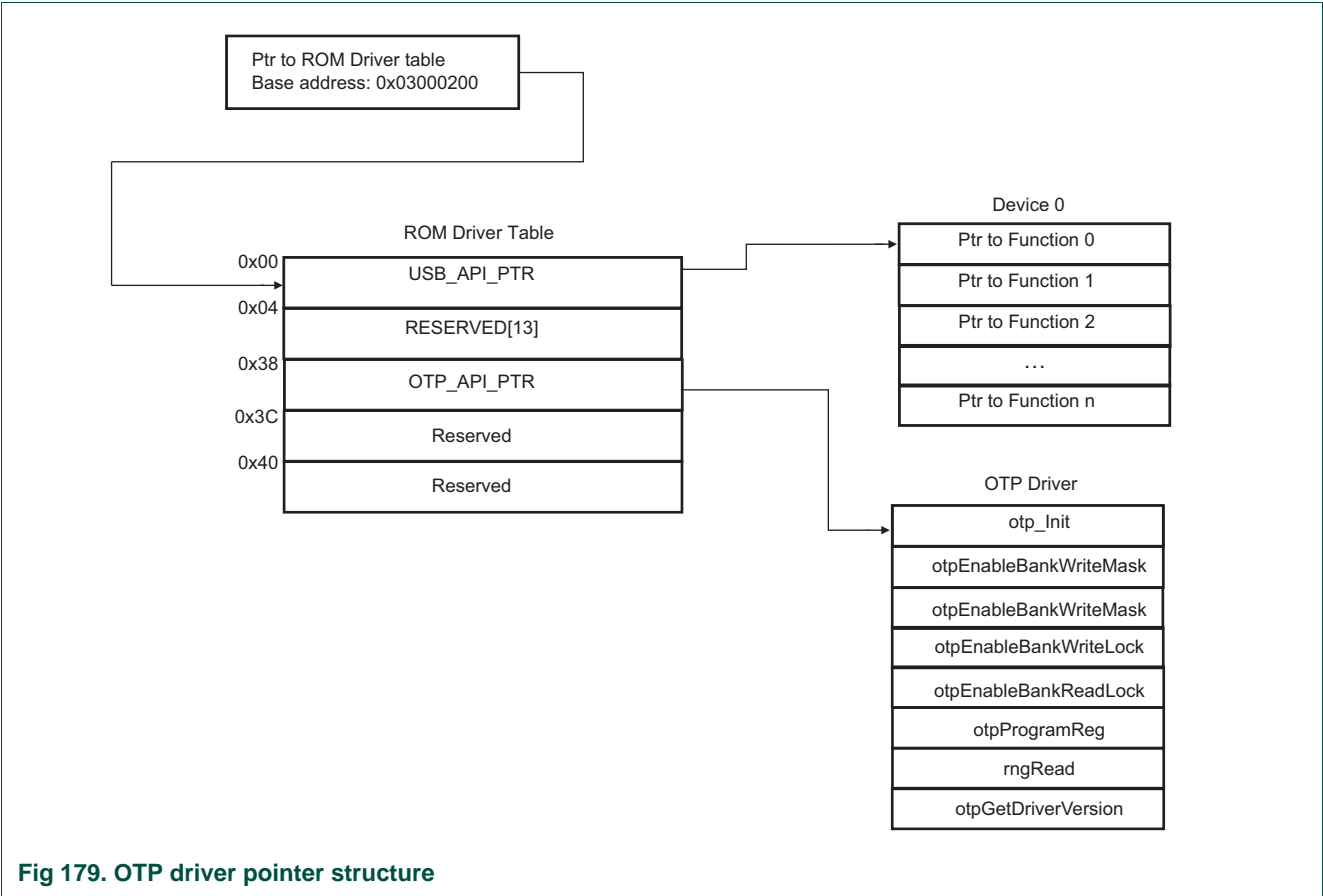 Ptr to ROM Driver table
Base address: 0x03000200
ROM Driver Table
0x00
USB_API_PTR
0x04
RESERVED[13]
0x38
OTP_API_PTR
0x3C
Reserved
0x40
Reserved
Device 0
Ptr to Function 0
Ptr to Function 1
Ptr to Function 2
...
Ptr to Function n
OTP Driver
otp_Init
otpEnableBankWriteMask
otpEnableBankWriteMask
otpEnableBankWriteLock
otpEnableBankReadLock
otpProgramReg
rngRead
otpGetDriverVersion
Fig 179. OTP driver pointer structure